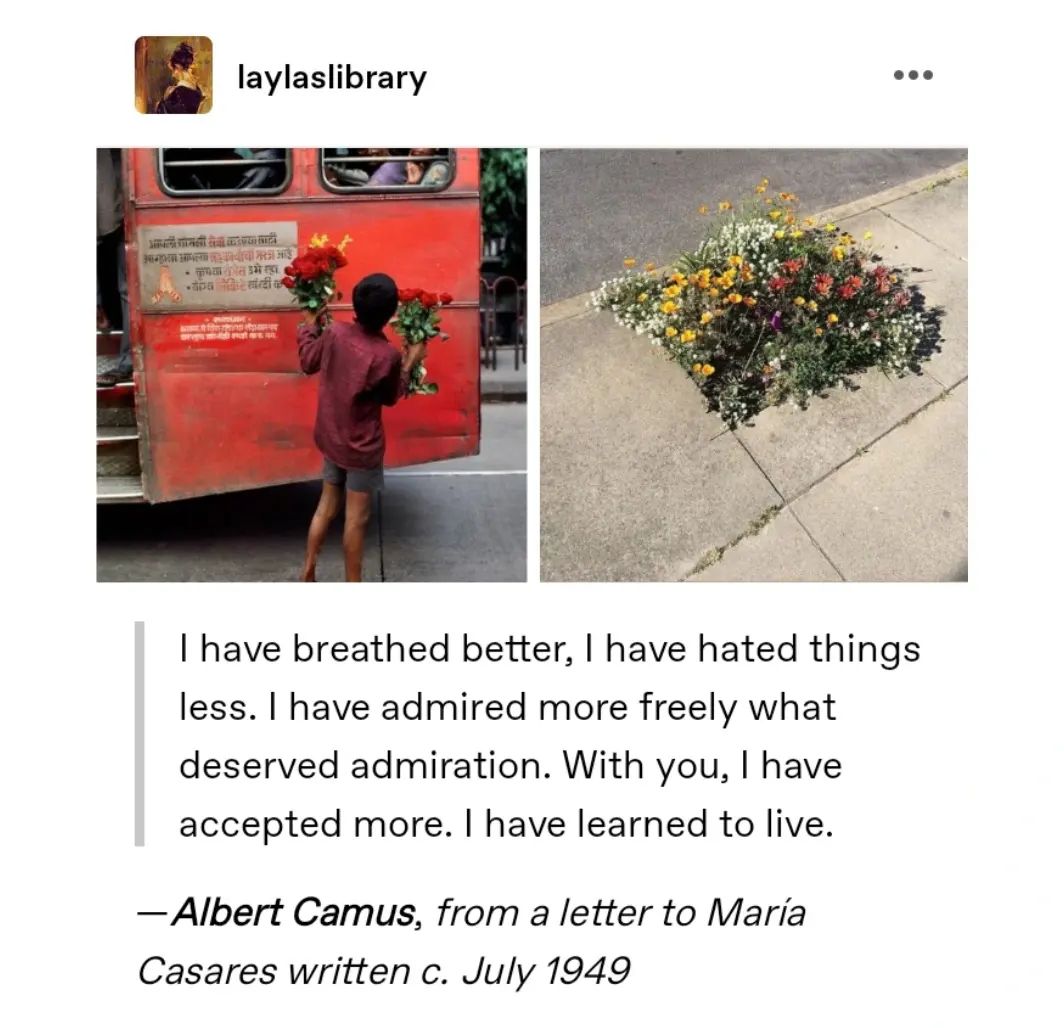 laylaslibrary
I have breathed better, I have hated things
less. I have admired more freely what
deserved admiration. With you, I have
accepted more. I have learned to live.
—Albert Camus, from a letter to María
Casares written c. July 1949